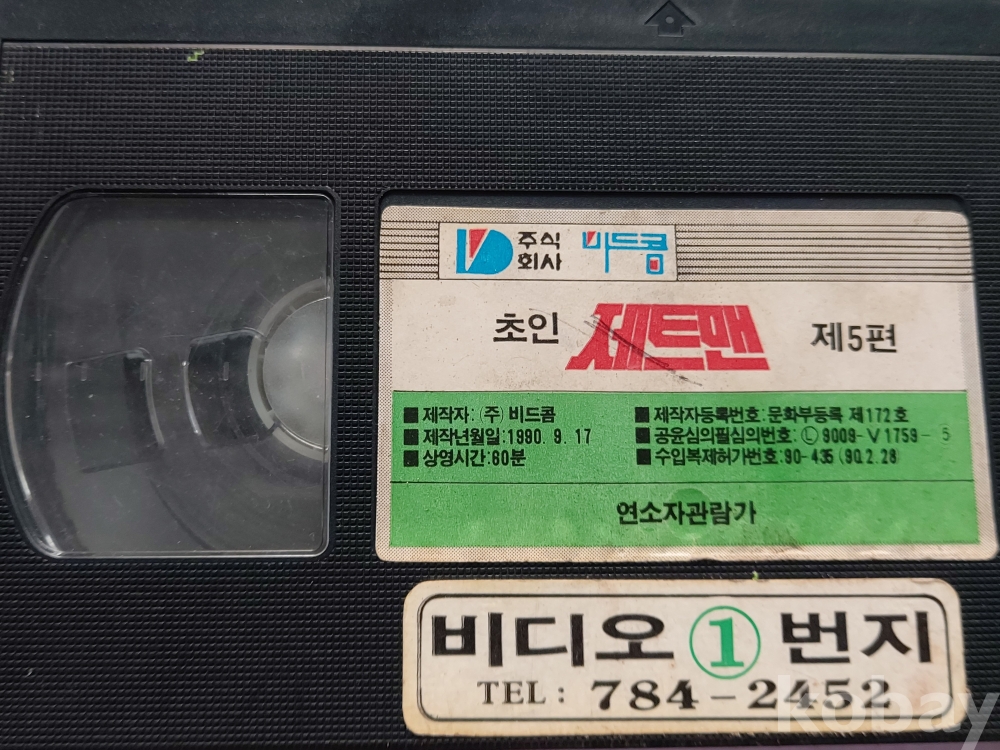 주식
회사 비드콤
초인 제트맨 제5편
■ 제작자: (주) 비드콤 ■ 제작자등록번호: 문화부등록 제172호
■ 제작년월일: 1990. 9. 17 ■ 공윤심의필심의번호: Ⓛ 9009-V1759-5
■ 상영시간: 60분 ■ 수입복제허가번호: 90-435 (90.2.28)
연소자관람가
비디오 ① 번지
TEL: 784-2452
kobay